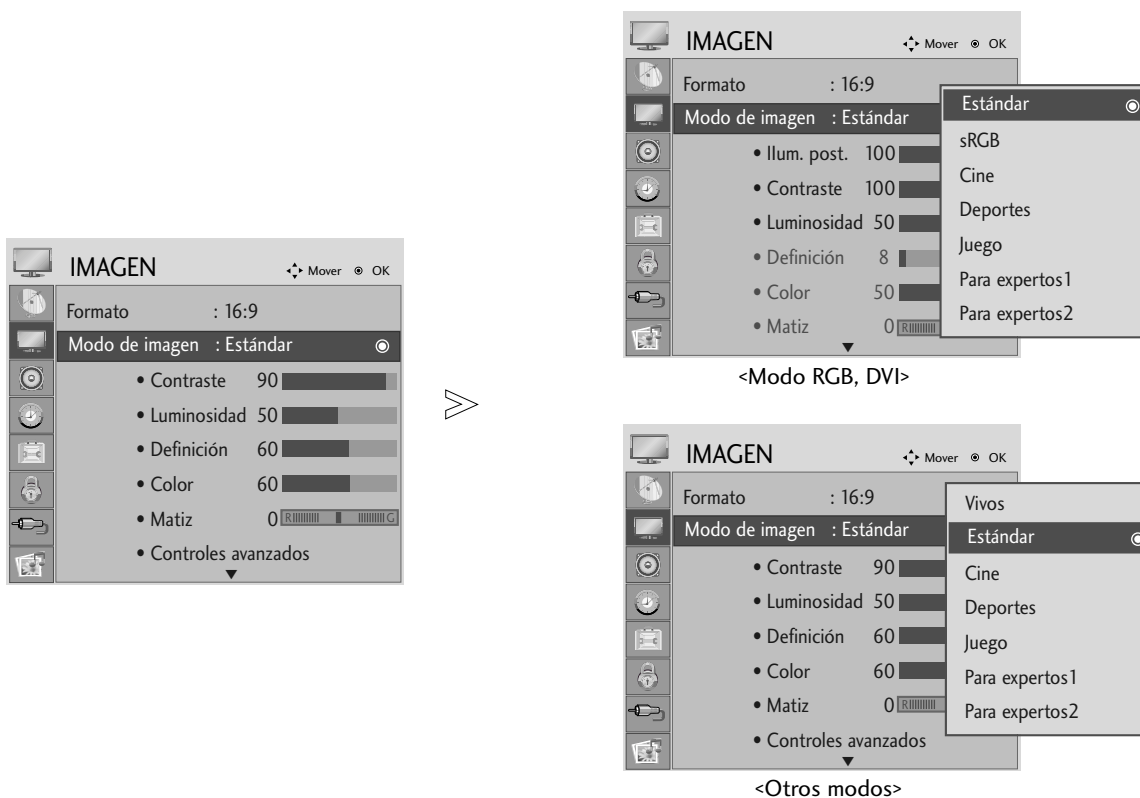 IMAGEN
Mover OK
Formato : 16:9
Modo de imagen : Estándar
• Contraste 90
• Luminosidad 50
• Definición 60
• Color 60
• Matiz 0 R G
• Controles avanzados
IMAGEN
Mover OK
Formato : 16:9
Modo de imagen : Estándar
• Ilum. post. 100
• Contraste 100
• Luminosidad 50
• Definición 8
• Color 50
• Matiz 0 R
Estándar
sRGB
Cine
Deportes
Juego
Para expertos1
Para expertos2
<Modo RGB, DVI>
IMAGEN
Mover OK
Formato : 16:9
Modo de imagen : Estándar
• Contraste 90
• Luminosidad 50
• Definición 60
• Color 60
• Matiz 0 R
• Controles avanzados
Vivos
Estándar
Cine
Deportes
Juego
Para expertos1
Para expertos2
<Otros modos>